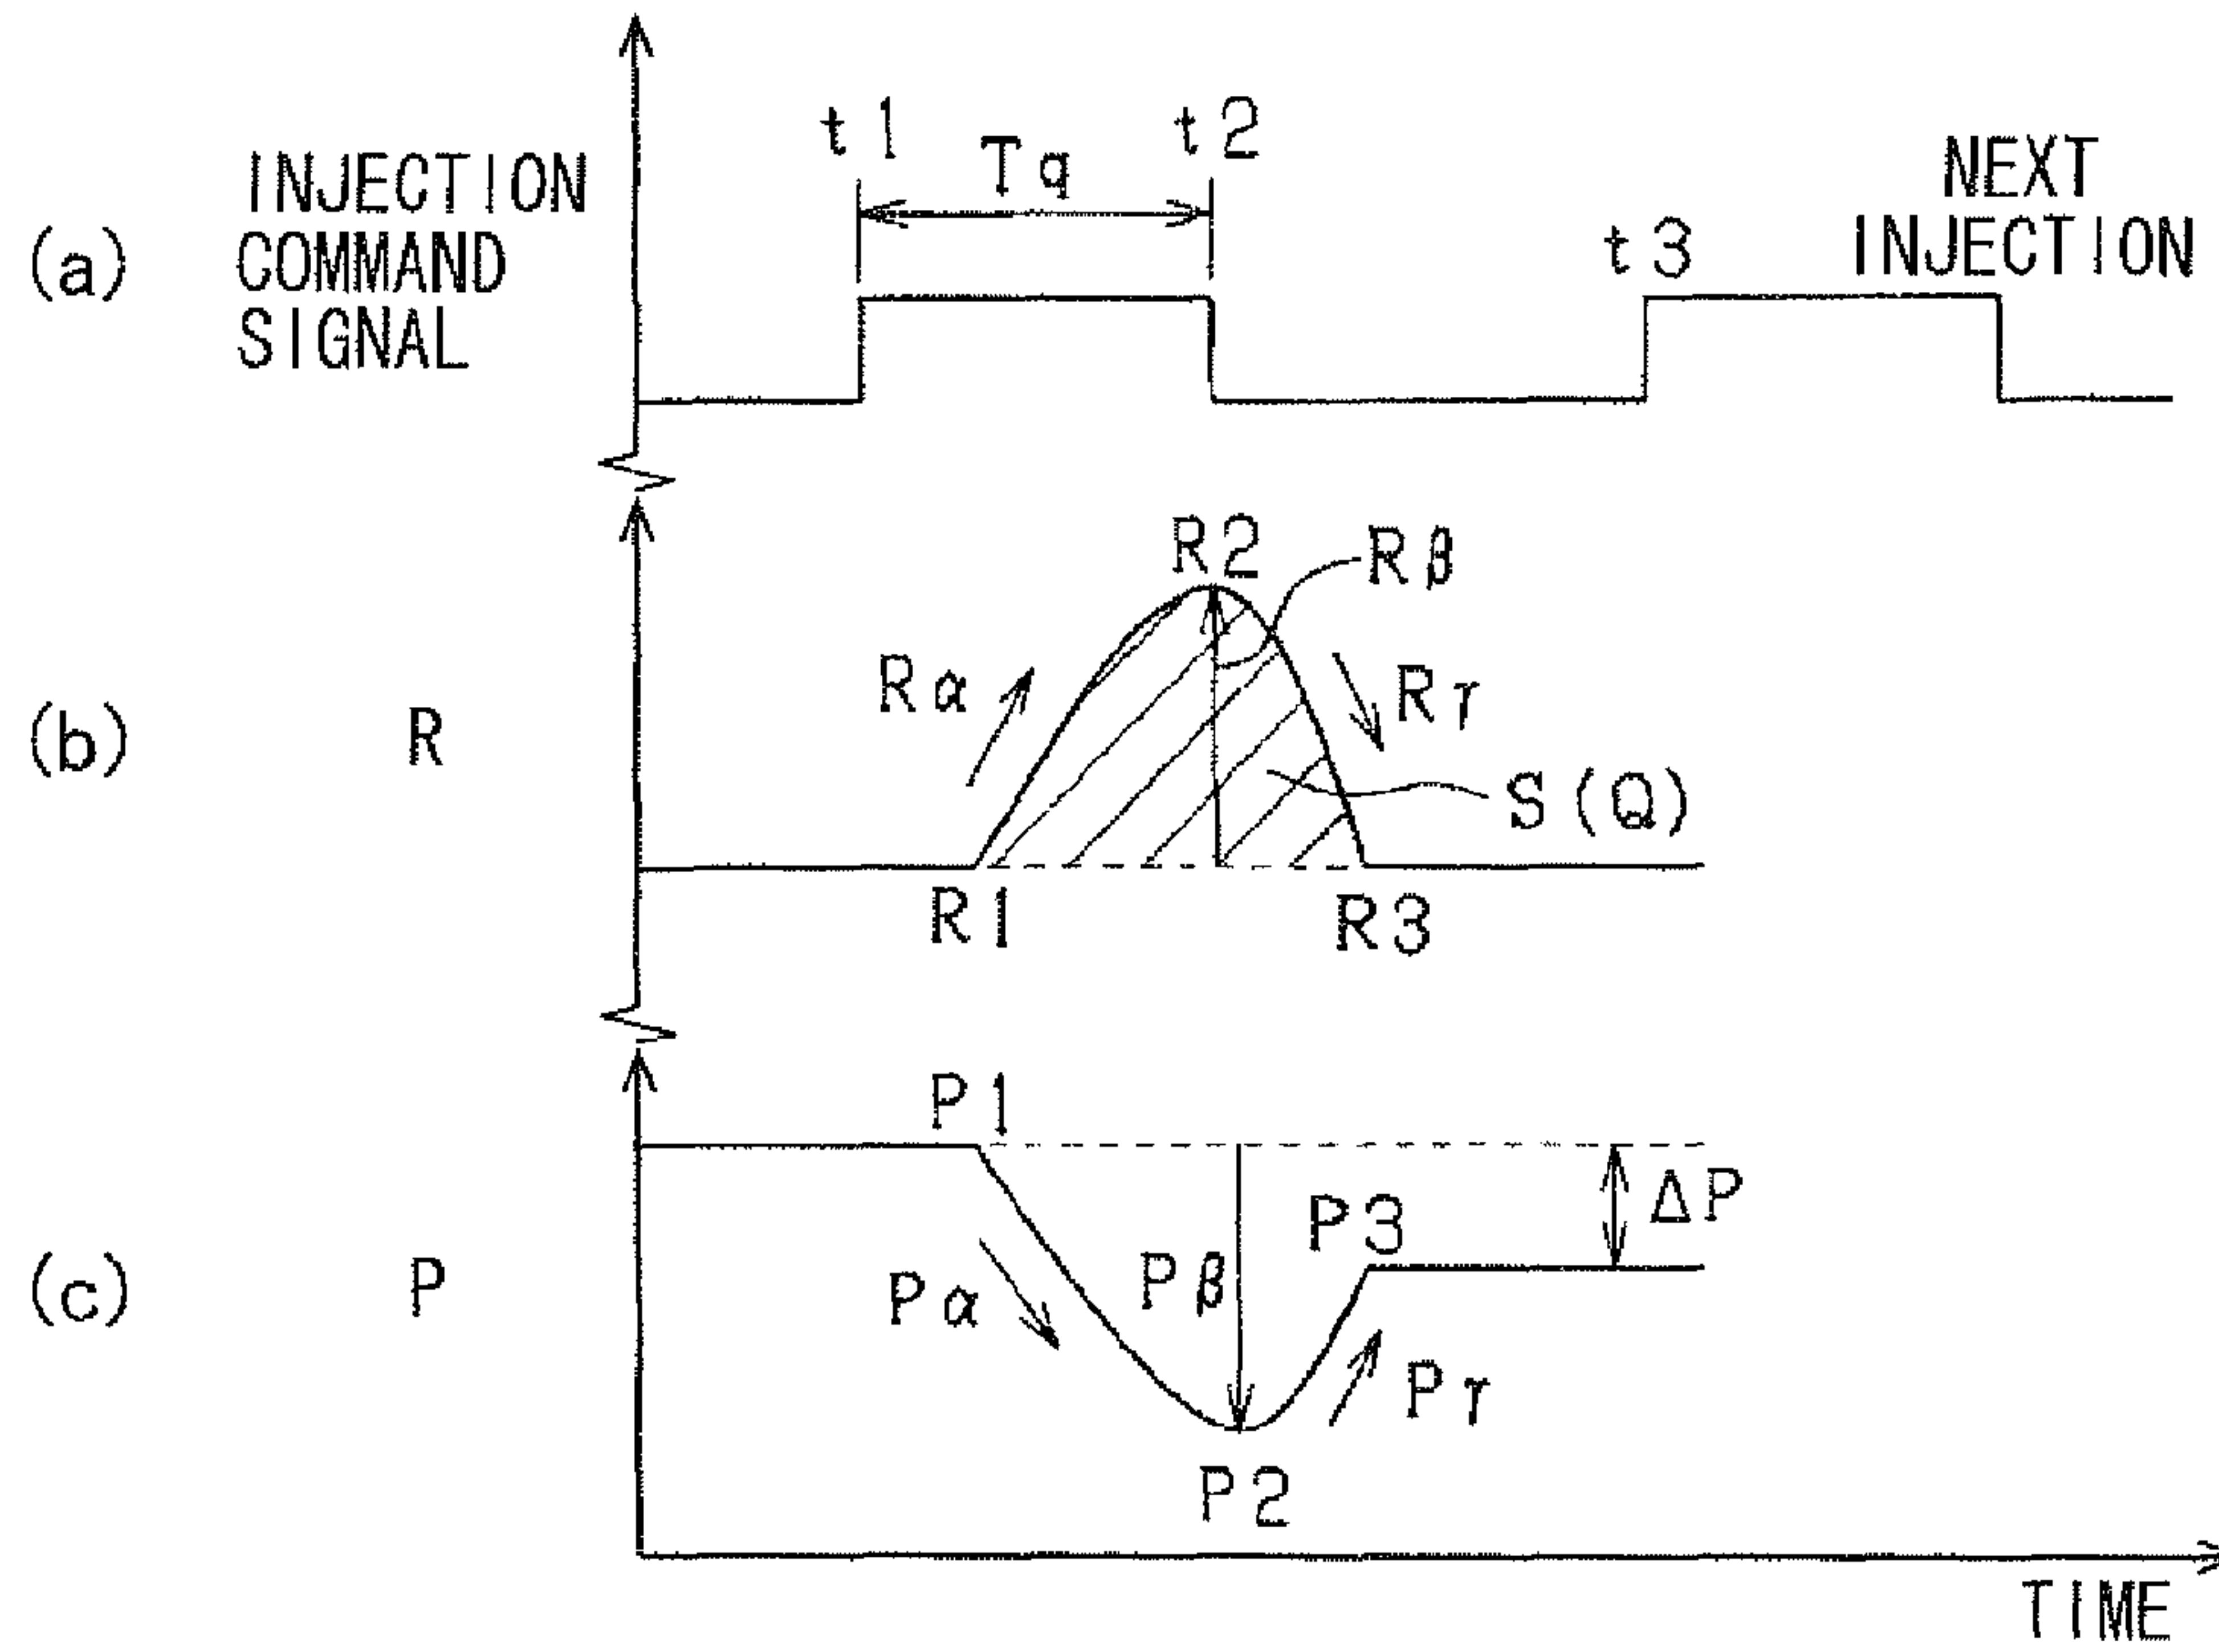 (a)
INJECTION
COMMAND
SIGNAL
t1
Tq
t2
t3
NEXT
INJECTION
(b)
R
R2
Rβ
Rα
Rγ
S(Q)
R1
R3
(c)
P
P1
P3
ΔP
Pα
Pβ
Pγ
P2
TIME